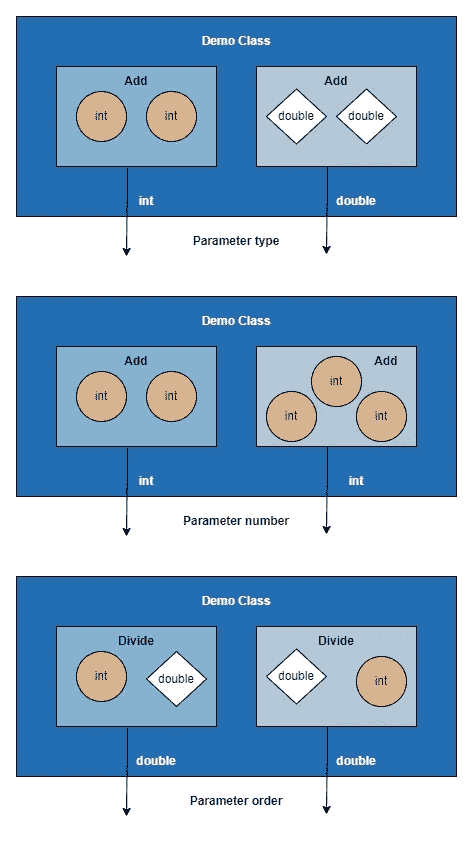 Demo Class
Add
Add
int
int
double
double
int
double
Parameter type
Demo Class
Add
Add
int
int
int
int
int
int
int
Parameter number
Demo Class
Divide
Divide
int
double
double
int
double
double
Parameter order